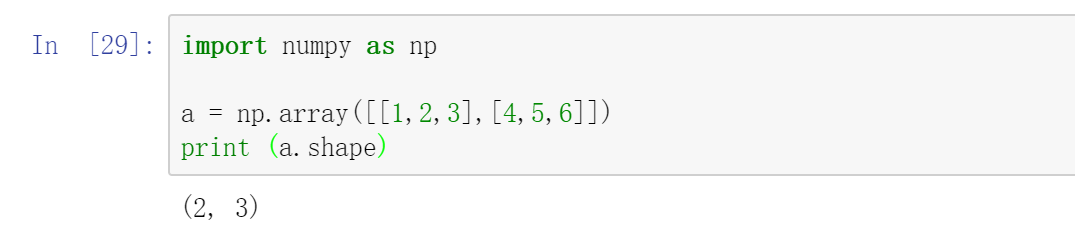 In [29]: import numpy as np
a = np.array([[1,2,3],[4,5,6]])
print (a.shape)
(2, 3)